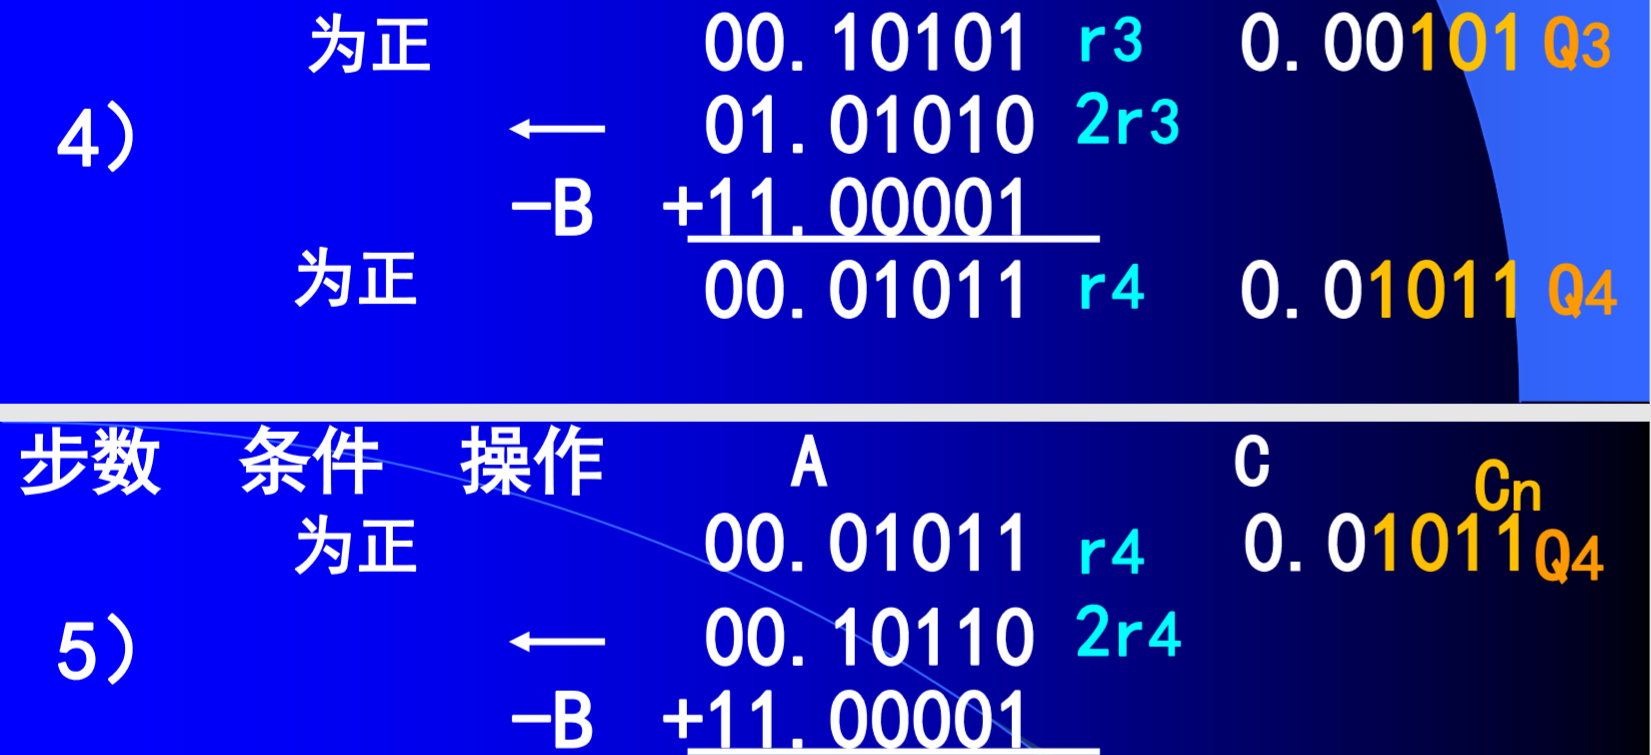 为正 00.10101 r3 0.00101 Q3
4) ← 01.01010 2r3
-B +11.00001
为正 00.01011 r4 0.01011 Q4
步数 条件 操作 A C Cn
为正 00.01011 r4 0.01011 Q4
5) ← 00.10110 2r4
-B +11.00001